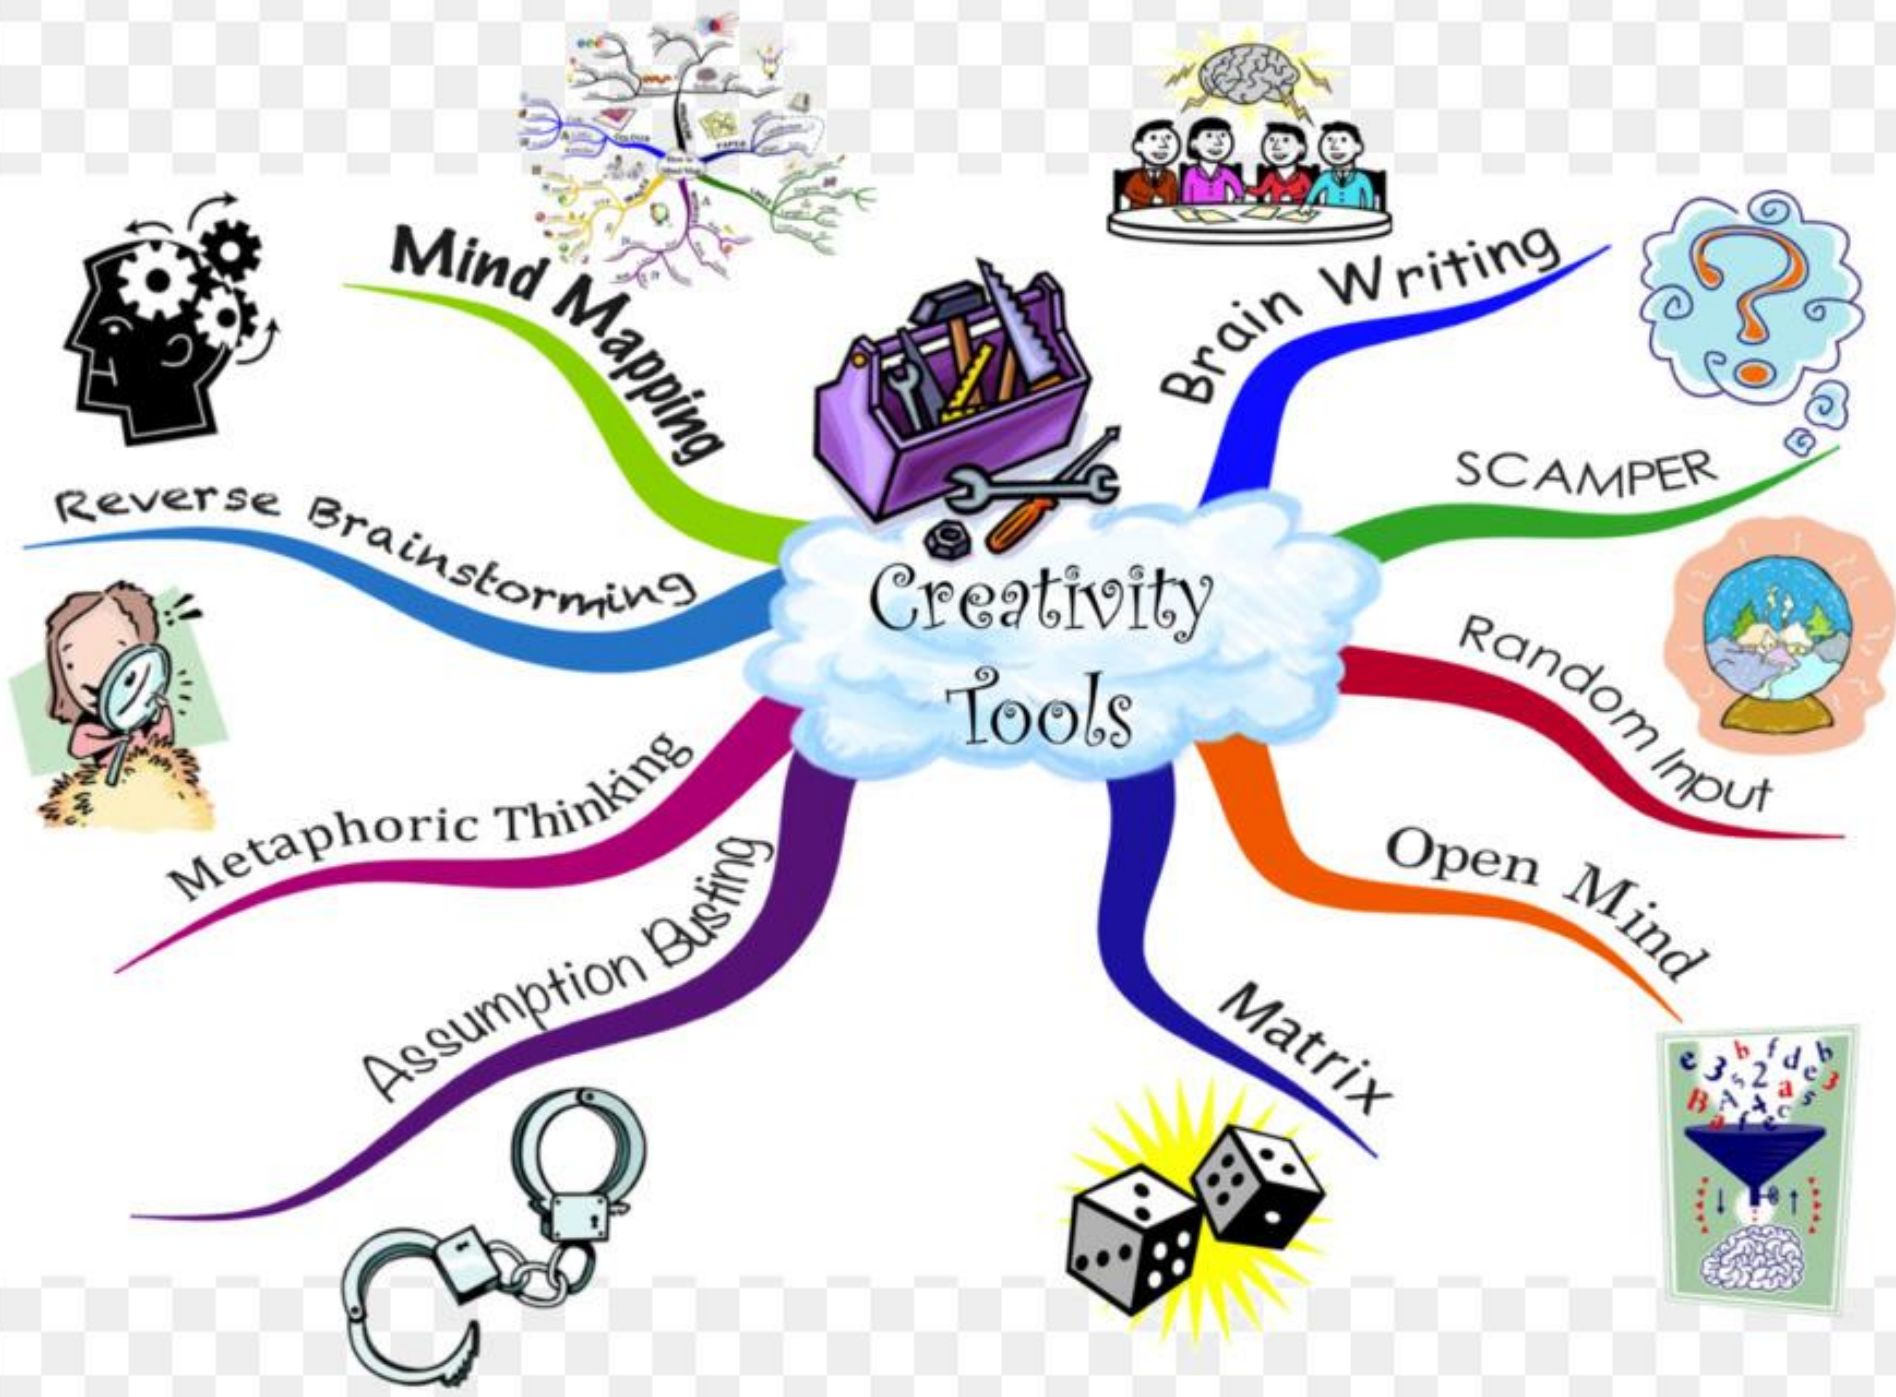 Creativity
Tools
Mind Mapping
Brain Writing
SCAMPER
Random Input
Open Mind
Matrix
Assumption Busting
Metaphoric Thinking
Reverse Brainstorming